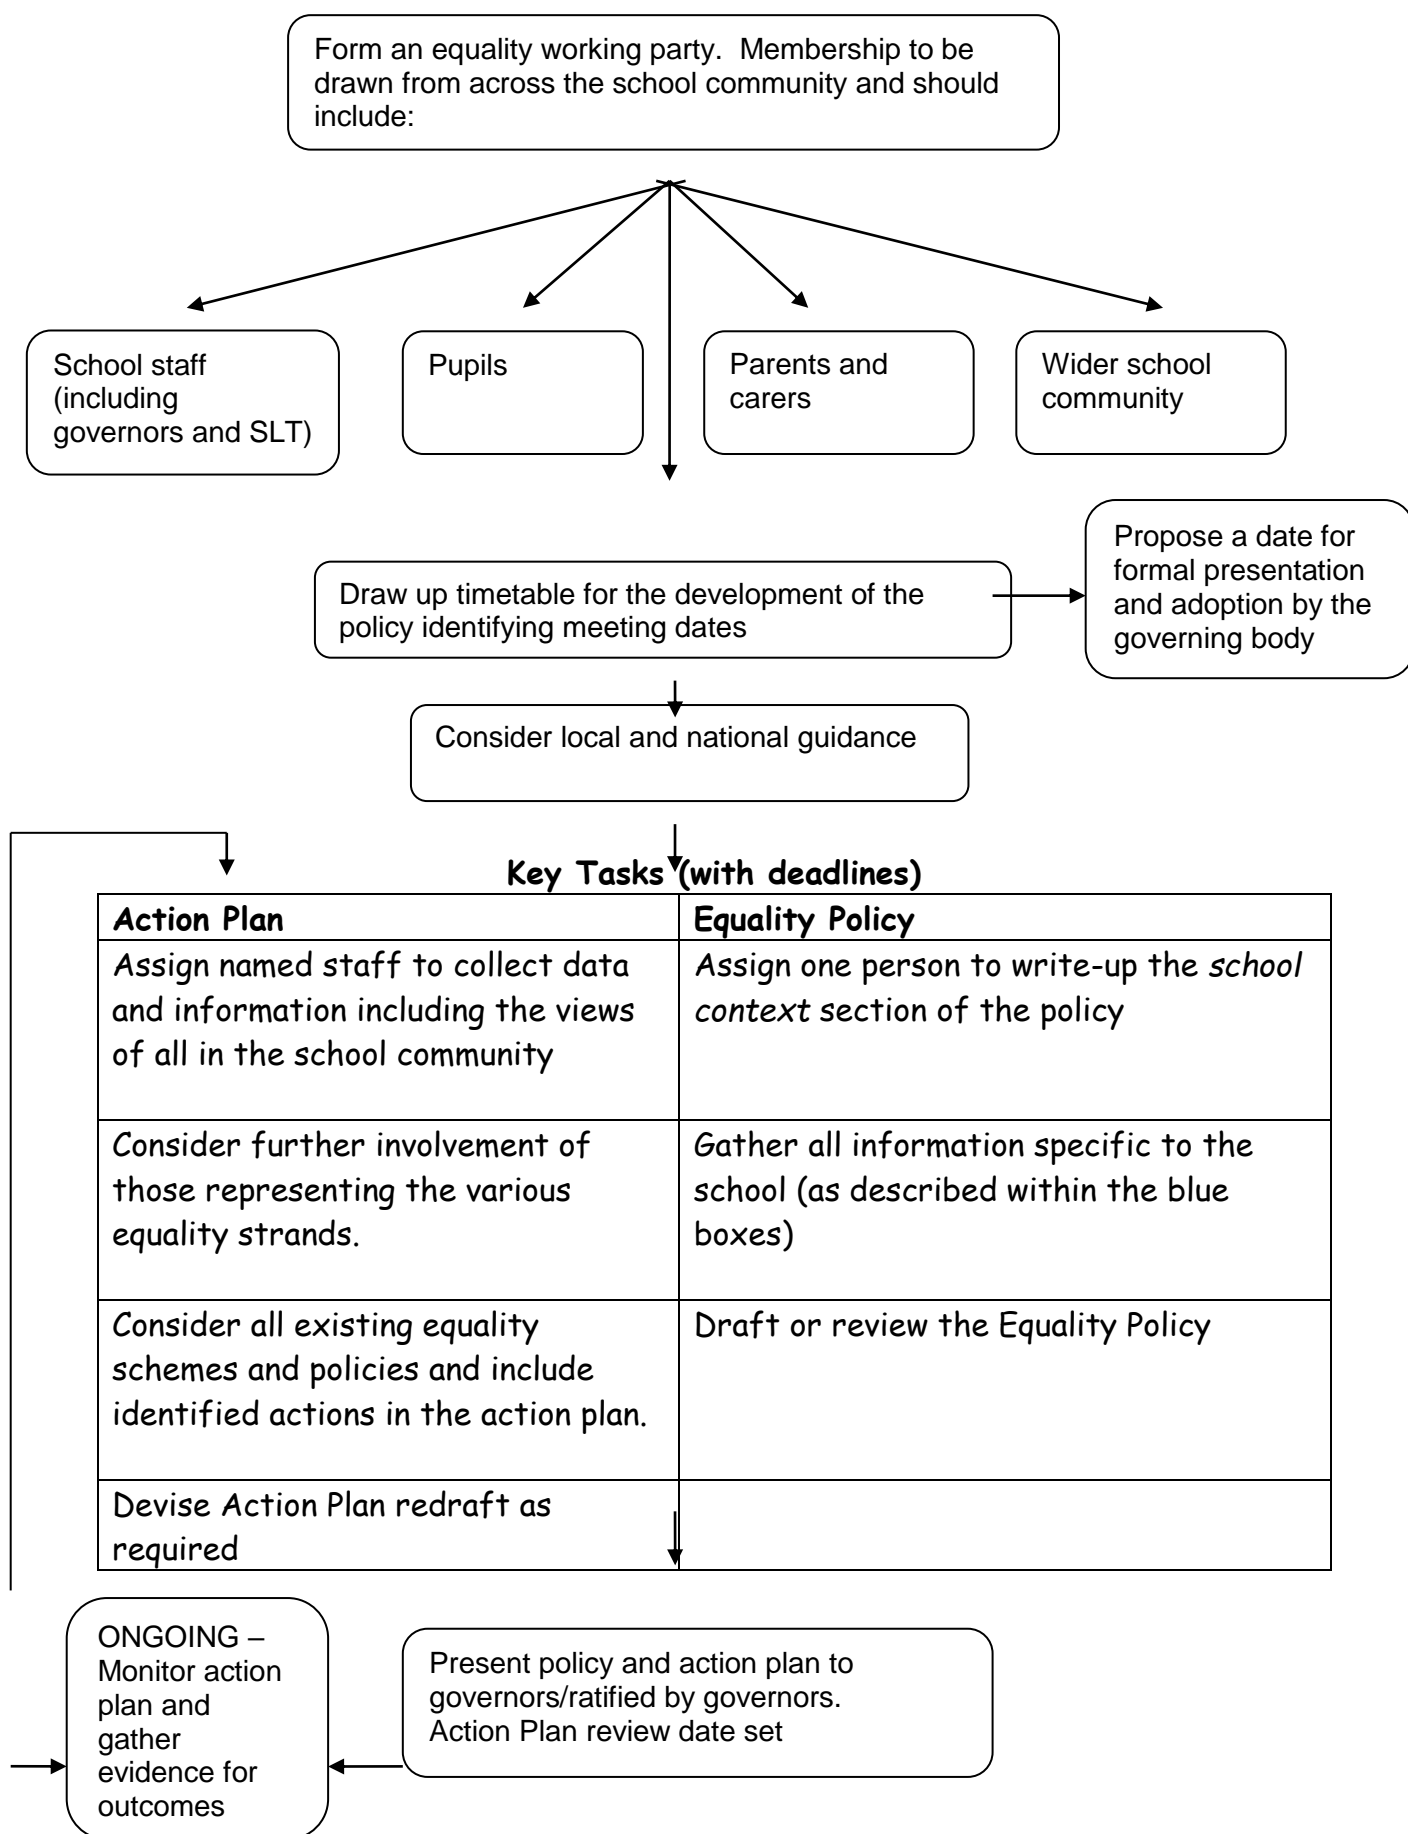 Form an equality working party.  Membership to be
drawn from across the school community and should
include:
School staff
(including
governors and SLT)
Pupils
Parents and
carers
Wider school
community
Propose a date for
formal presentation
and adoption by the
governing body
Draw up timetable for the development of the
policy identifying meeting dates
Consider local and national guidance
Key Tasks (with deadlines)
Action Plan
Equality Policy
Assign named staff to collect data
and information including the views
of all in the school community
Assign one person to write-up the school
context section of the policy
Consider further involvement of
those representing the various
equality strands.
Gather all information specific to the
school (as described within the blue
boxes)
Consider all existing equality
schemes and policies and include
identified actions in the action plan.
Draft or review the Equality Policy
Devise Action Plan redraft as
required
ONGOING –
Monitor action
plan and
gather
evidence for
outcomes
Present policy and action plan to
governors/ratified by governors.
Action Plan review date set